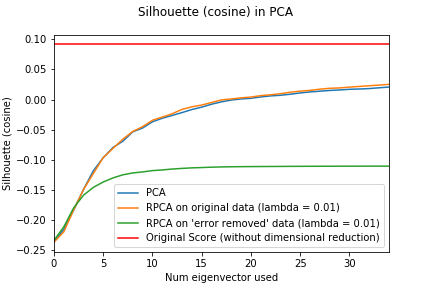 Silhouette (cosine) in PCA
Silhouette (cosine)
0.10
0.05
0.00
−0.05
−0.10
−0.15
−0.20
−0.25
PCA
RPCA on original data (lambda = 0.01)
RPCA on 'error removed' data (lambda = 0.01)
Original Score (without dimensional reduction)
0 5 10 15 20 25 30
Num eigenvector used